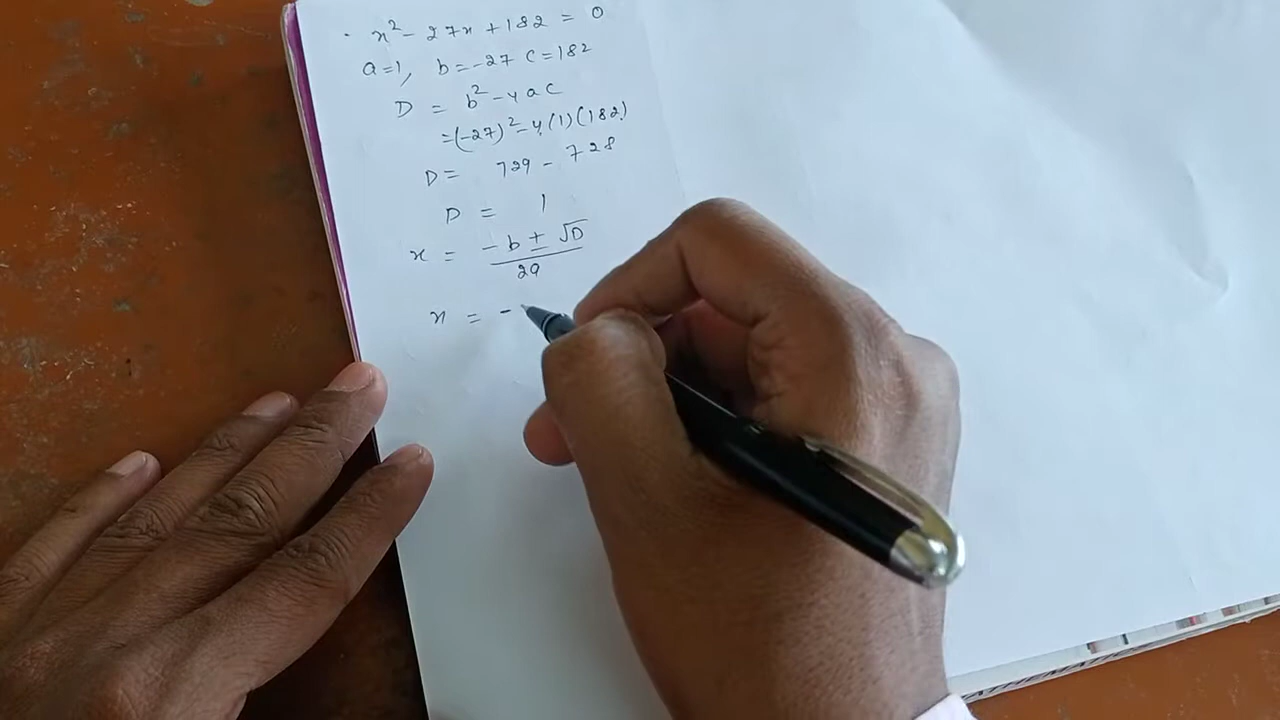 x² - 27x + 182 = 0
a=1, b=-27 c=182
D = b² - 4ac
=(-27)² - 4(1)(182)
D= 729 - 728
D = 1
x = -b ± √D / 2a
x = -